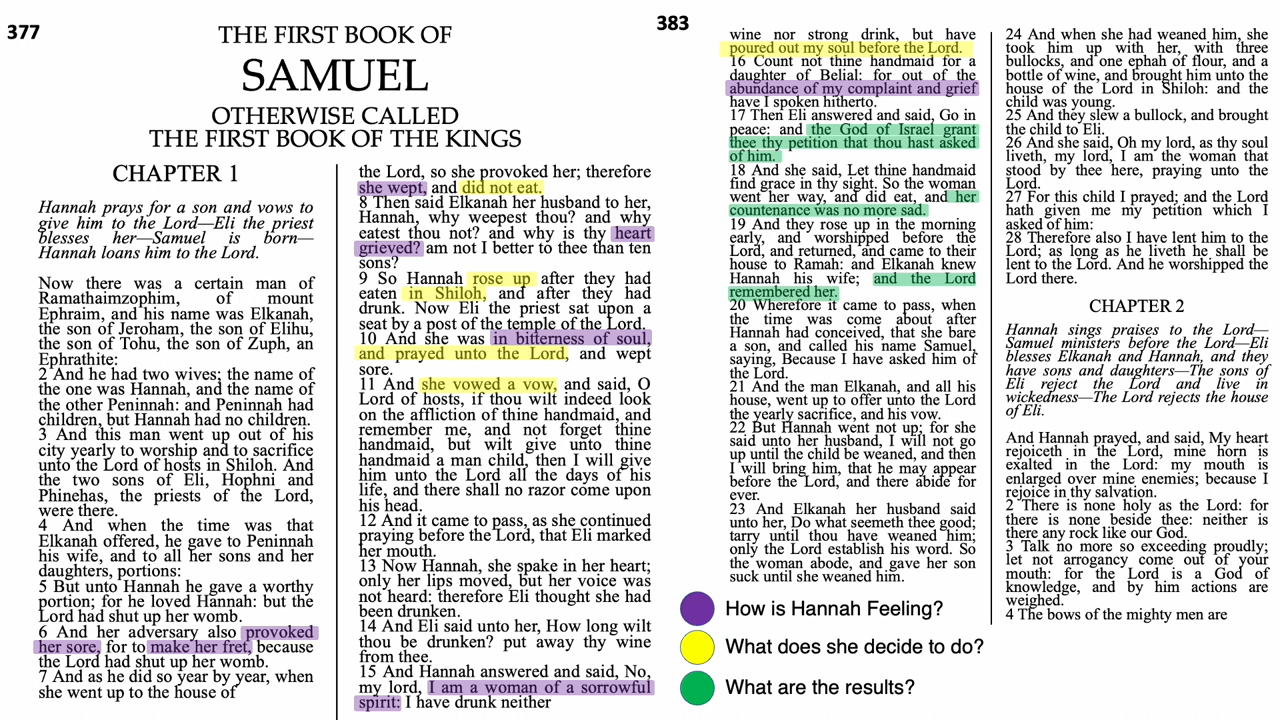 377
THE FIRST BOOK OF
SAMUEL
OTHERWISE CALLED
THE FIRST BOOK OF THE KINGS
CHAPTER 1
Hannah prays for a son and vows to
give him to the Lord—Eli the priest
blesses her—Samuel is born—
Hannah loans him to the Lord.
Now there was a certain man of
Ramathaimzophim, of mount
Ephraim, and his name was Elkanah,
the son of Jeroham, the son of Elihu,
the son of Tohu, the son of Zuph, an
Ephrathite:
2 And he had two wives; the name of
the one was Hannah, and the name of
the other Peninnah: and Peninnah had
children, but Hannah had no children.
3 And this man went up out of his
city yearly to worship and to sacrifice
unto the Lord of hosts in Shiloh. And
the two sons of Eli, Hophni and
Phinehas, the priests of the Lord,
were there.
4 And when the time was that
Elkanah offered, he gave to Peninnah
his wife, and to all her sons and her
daughters, portions:
5 But unto Hannah he gave a worthy
portion; for he loved Hannah: but the
Lord had shut up her womb.
6 And her adversary also provoked
her sore, for to make her fret, because
the Lord had shut up her womb.
7 And as he did so year by year, when
she went up to the house of
the Lord, so she provoked her; therefore
she wept, and did not eat.
8 Then said Elkanah her husband to her,
Hannah, why weepest thou? and why
eatest thou not? and why is thy heart
grieved? am not I better to thee than ten
sons?
9 So Hannah rose up after they had
eaten in Shiloh, and after they had
drunk. Now Eli the priest sat upon a
seat by a post of the temple of the Lord.
10 And she was in bitterness of soul,
and prayed unto the Lord, and wept
sore.
11 And she vowed a vow, and said, O
Lord of hosts, if thou wilt indeed look
on the affliction of thine handmaid, and
remember me, and not forget thine
handmaid, but wilt give unto thine
handmaid a man child, then I will give
him unto the Lord all the days of his
life, and there shall no razor come upon
his head.
12 And it came to pass, as she continued
praying before the Lord, that Eli marked
her mouth.
13 Now Hannah, she spake in her heart;
only her lips moved, but her voice was
not heard: therefore Eli thought she had
been drunken.
14 And Eli said unto her, How long wilt
thou be drunken? put away thy wine
from thee.
15 And Hannah answered and said, No,
my lord, I am a woman of a sorrowful
spirit: I have drunk neither
383
wine nor strong drink, but have
poured out my soul before the Lord.
16 Count not thine handmaid for a
daughter of Belial: for out of the
abundance of my complaint and grief
have I spoken hitherto.
17 Then Eli answered and said, Go in
peace: and the God of Israel grant
thee thy petition that thou hast asked
of him.
18 And she said, Let thine handmaid
find grace in thy sight. So the woman
went her way, and did eat, and her
countenance was no more sad.
19 And they rose up in the morning
early, and worshipped before the
Lord, and returned, and came to their
house to Ramah: and Elkanah knew
Hannah his wife; and the Lord
remembered her.
20 Wherefore it came to pass, when
the time was come about after
Hannah had conceived, that she bare
a son, and called his name Samuel,
saying, Because I have asked him of
the Lord.
21 And the man Elkanah, and all his
house, went up to offer unto the Lord
the yearly sacrifice, and his vow.
22 But Hannah went not up; for she
said unto her husband, I will not go
up until the child be weaned, and then
I will bring him, that he may appear
before the Lord, and there abide for
ever.
23 And Elkanah her husband said
unto her, Do what seemeth thee good;
tarry until thou have weaned him;
only the Lord establish his word. So
the woman abode, and gave her son
suck until she weaned him.
24 And when she had weaned him, she
took him up with her, with three
bullocks, and one ephah of flour, and a
bottle of wine, and brought him unto the
house of the Lord in Shiloh: and the
child was young.
25 And they slew a bullock, and brought
the child to Eli.
26 And she said, Oh my lord, as thy soul
liveth, my lord, I am the woman that
stood by thee here, praying unto the
Lord.
27 For this child I prayed; and the Lord
hath given me my petition which I
asked of him:
28 Therefore also I have lent him to the
Lord; as long as he liveth he shall be
lent to the Lord. And he worshipped the
Lord there.
CHAPTER 2
Hannah sings praises to the Lord—
Samuel ministers before the Lord—Eli
blesses Elkanah and Hannah, and they
have sons and daughters—The sons of
Eli reject the Lord and live in
wickedness—The Lord rejects the house
of Eli.
And Hannah prayed, and said, My heart
rejoiceth in the Lord, mine horn is
exalted in the Lord: my mouth is
enlarged over mine enemies; because I
rejoice in thy salvation.
2 There is none holy as the Lord: for
there is none beside thee: neither is
there any rock like our God.
3 Talk no more so exceeding proudly;
let not arrogancy come out of your
mouth: for the Lord is a God of
knowledge, and by him actions are
weighed.
4 The bows of the mighty men are
How is Hannah Feeling?
What does she decide to do?
What are the results?